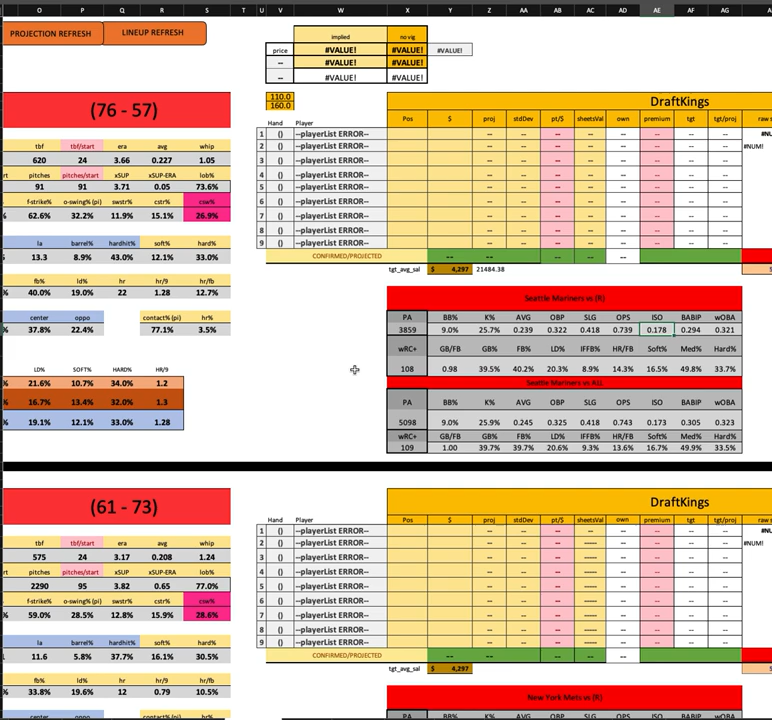 O P Q R S T U V W X Y Z AA AB AC AD AE AF AG
PROJECTION REFRESH LINEUP REFRESH
implied no vig
price #VALUE! #VALUE! #VALUE!
-- #VALUE! #VALUE!
-- #VALUE! #VALUE!
(76 - 57)
110.0
160.0
DraftKings
Hand Player Pos $ proj stdDev pt/$ sheetsVal own premium tgt tgt/proj raw
1 () --playerList ERROR-- -- -- -- -- -- -- -- --
2 () --playerList ERROR-- -- -- -- -- -- -- -- -- #NUM!
3 () --playerList ERROR-- -- -- -- -- -- -- -- --
4 () --playerList ERROR-- -- -- -- -- -- -- -- --
5 () --playerList ERROR-- -- -- -- -- -- -- -- --
6 () --playerList ERROR-- -- -- -- -- -- -- -- --
7 () --playerList ERROR-- -- -- -- -- -- -- -- --
8 () --playerList ERROR-- -- -- -- -- -- -- -- --
9 () --playerList ERROR-- -- -- -- -- -- -- -- --
CONFIRMED/PROJECTED -- -- -- --
tgt_avg_sal $ 4,297 21484.38
tbf tbf/start era avg whip
620 24 3.66 0.227 1.05
pitches pitches/start xSUP xSUP-ERA lob%
91 91 3.71 0.05 73.6%
f-strike% o-swing% (pi) swstr% cstr% csw%
62.6% 32.2% 11.9% 15.1% 26.9%
la barrel% hardhit% soft% hard%
13.3 8.9% 43.0% 12.1% 33.0%
fb% ld% hr hr/9 hr/fb
40.0% 19.0% 22 1.28 12.7%
center oppo contact% (pi) hr%
37.8% 22.4% 77.1% 3.5%
LD% SOFT% HARD% HR/9
21.6% 10.7% 34.0% 1.2
16.7% 13.4% 32.0% 1.3
19.1% 12.1% 33.0% 1.28
Seattle Mariners vs (R)
PA BB% K% AVG OBP SLG OPS ISO BABIP wOBA
3859 9.0% 25.7% 0.239 0.322 0.418 0.739 0.178 0.294 0.321
wRC+ GB/FB GB% FB% LD% IFFB% HR/FB Soft% Med% Hard%
108 0.98 39.5% 40.2% 20.3% 8.9% 14.3% 16.5% 49.8% 33.7%
Seattle Mariners vs ALL
PA BB% K% AVG OBP SLG OPS ISO BABIP wOBA
5098 9.0% 25.9% 0.245 0.325 0.418 0.743 0.173 0.305 0.323
wRC+ GB/FB GB% FB% LD% IFFB% HR/FB Soft% Med% Hard%
109 1.00 39.7% 39.7% 20.6% 9.3% 13.6% 16.7% 49.9% 33.5%
(61 - 73)
DraftKings
Hand Player Pos $ proj stdDev pt/$ sheetsVal own premium tgt tgt/proj raw
1 () --playerList ERROR--
2 () --playerList ERROR-- #NUM!
3 () --playerList ERROR--
4 () --playerList ERROR--
5 () --playerList ERROR--
6 () --playerList ERROR--
7 () --playerList ERROR--
8 () --playerList ERROR--
9 () --playerList ERROR--
CONFIRMED/PROJECTED -- -- -- --
tgt_avg_sal $ 4,297
tbf tbf/start era avg whip
575 24 3.17 0.208 1.24
pitches pitches/start xSUP xSUP-ERA lob%
2290 95 3.82 0.65 77.0%
f-strike% o-swing% (pi) swstr% cstr% csw%
59.0% 28.5% 12.8% 15.9% 28.6%
la barrel% hardhit% soft% hard%
11.6 5.8% 37.7% 16.1% 30.5%
fb% ld% hr hr/9 hr/fb
33.8% 19.6% 12 0.79 10.5%
center oppo contact% (pi) hr%
New York Mets vs (R)
PA BB% K% AVG OBP SLG OPS ISO BABIP wOBA